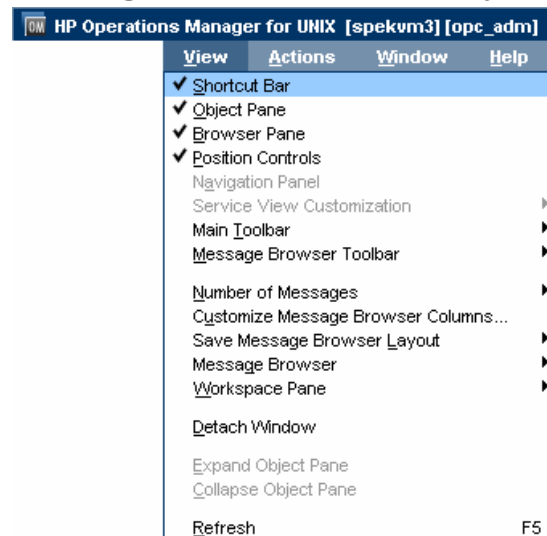 OM HP Operations Manager for UNIX [spekvm3] [opc_adm]
View Actions Window Help
Shortcut Bar
Object Pane
Browser Pane
Position Controls
Navigation Panel
Service View Customization
Main Toolbar
Message Browser Toolbar
Number of Messages
Customize Message Browser Columns...
Save Message Browser Layout
Message Browser
Workspace Pane
Detach Window
Expand Object Pane
Collapse Object Pane
Refresh F5